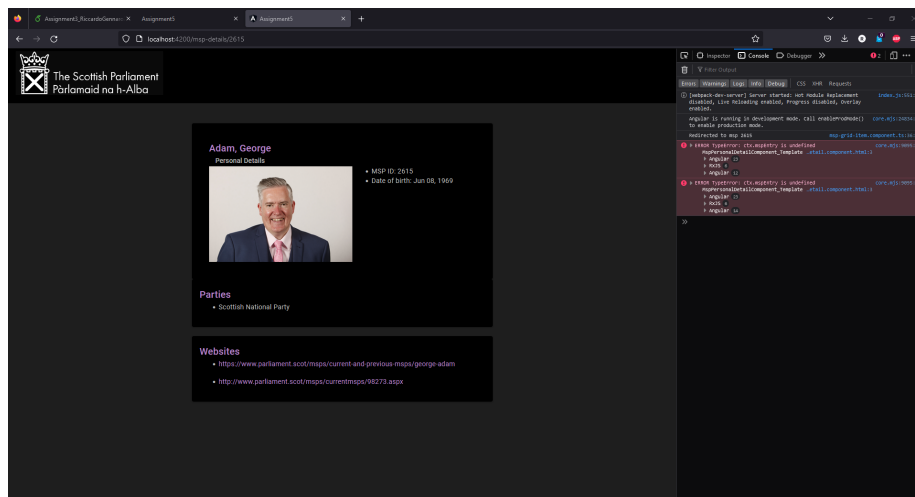 Assignment3_RiccardoGennaro
Assignment5
Assignment5
localhost:4200/msp-details/2615
The Scottish Parliament
Pàrlamaid na h-Alba
Adam, George
Personal Details
MSP ID: 2615
Date of birth: Jun 08, 1969
Parties
Scottish National Party
Websites
https://www.parliament.scot/msps/current-and-previous-msps/george-adam
http://www.parliament.scot/msps/currentmsps/98273.aspx
Inspector Console Debugger 2
Filter Output
Errors Warnings Logs Info Debug CSS XHR Requests
[webpack-dev-server] Server started: Hot Module Replacement
disabled, Live Reloading enabled, Progress disabled, Overlay
enabled.
Angular is running in development mode. Call enableProdMode()
to enable production mode.
Redirected to msp 2615
ERROR TypeError: ctx.mspEntry is undefined
MspPersonalDetailComponent_Template
Angular
RxJS
Angular
ERROR TypeError: ctx.mspEntry is undefined
MspPersonalDetailComponent_Template
Angular
RxJS
Angular